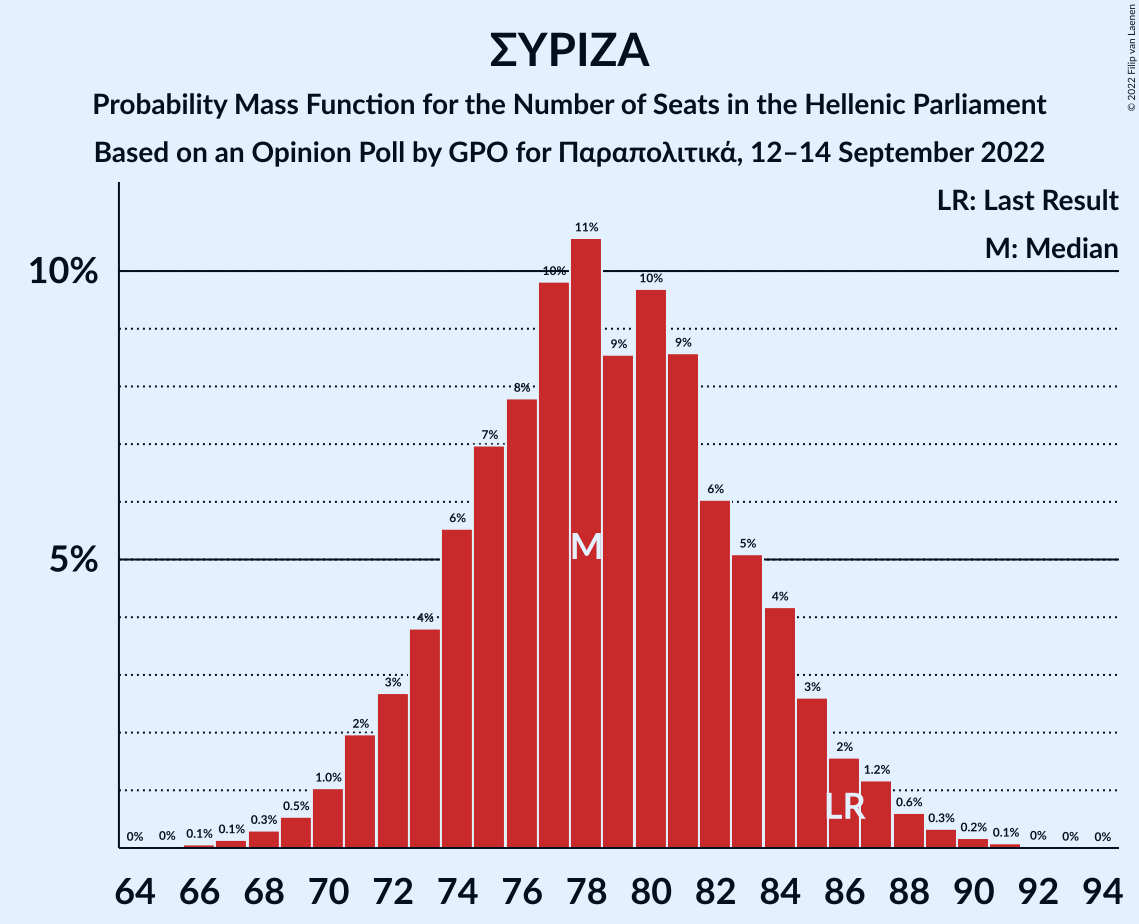 ΣΥΡΙΖΑ
Probability Mass Function for the Number of Seats in the Hellenic Parliament
Based on an Opinion Poll by GPO for Παραπολιτικά, 12–14 September 2022
© 2022 Filip van Laenen
LR: Last Result
M: Median
10%
5%
0% 0% 0.1% 0.1% 0.3% 0.5% 1.0% 2% 3% 4% 6% 7% 8% 10% 11% 9% 10% 9% 6% 5% 4% 3% 2% 1.2% 0.6% 0.3% 0.2% 0.1% 0% 0% 0%
M
LR
64 66 68 70 72 74 76 78 80 82 84 86 88 90 92 94